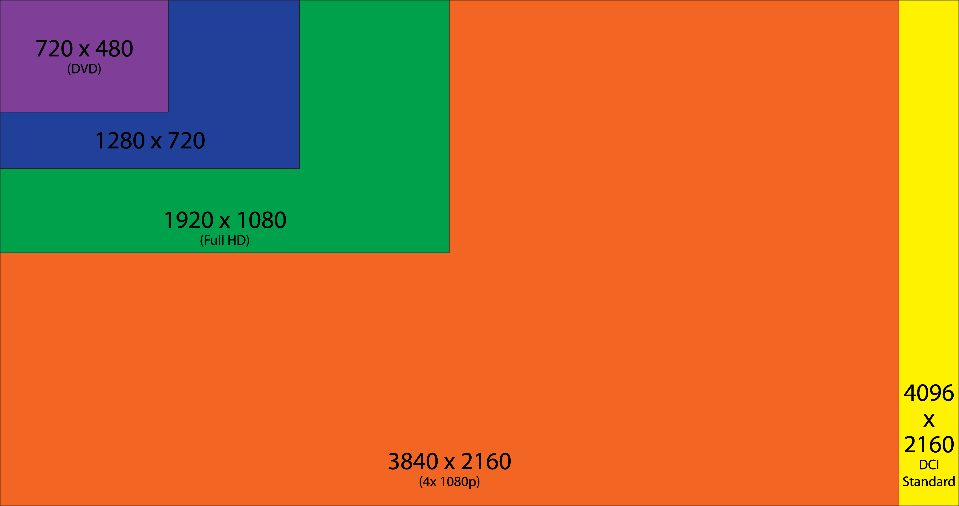 720 x 480
(DVD)
1280 x 720
1920 x 1080
(Full HD)
3840 x 2160
(4x 1080p)
4096
x
2160
DCI
Standard